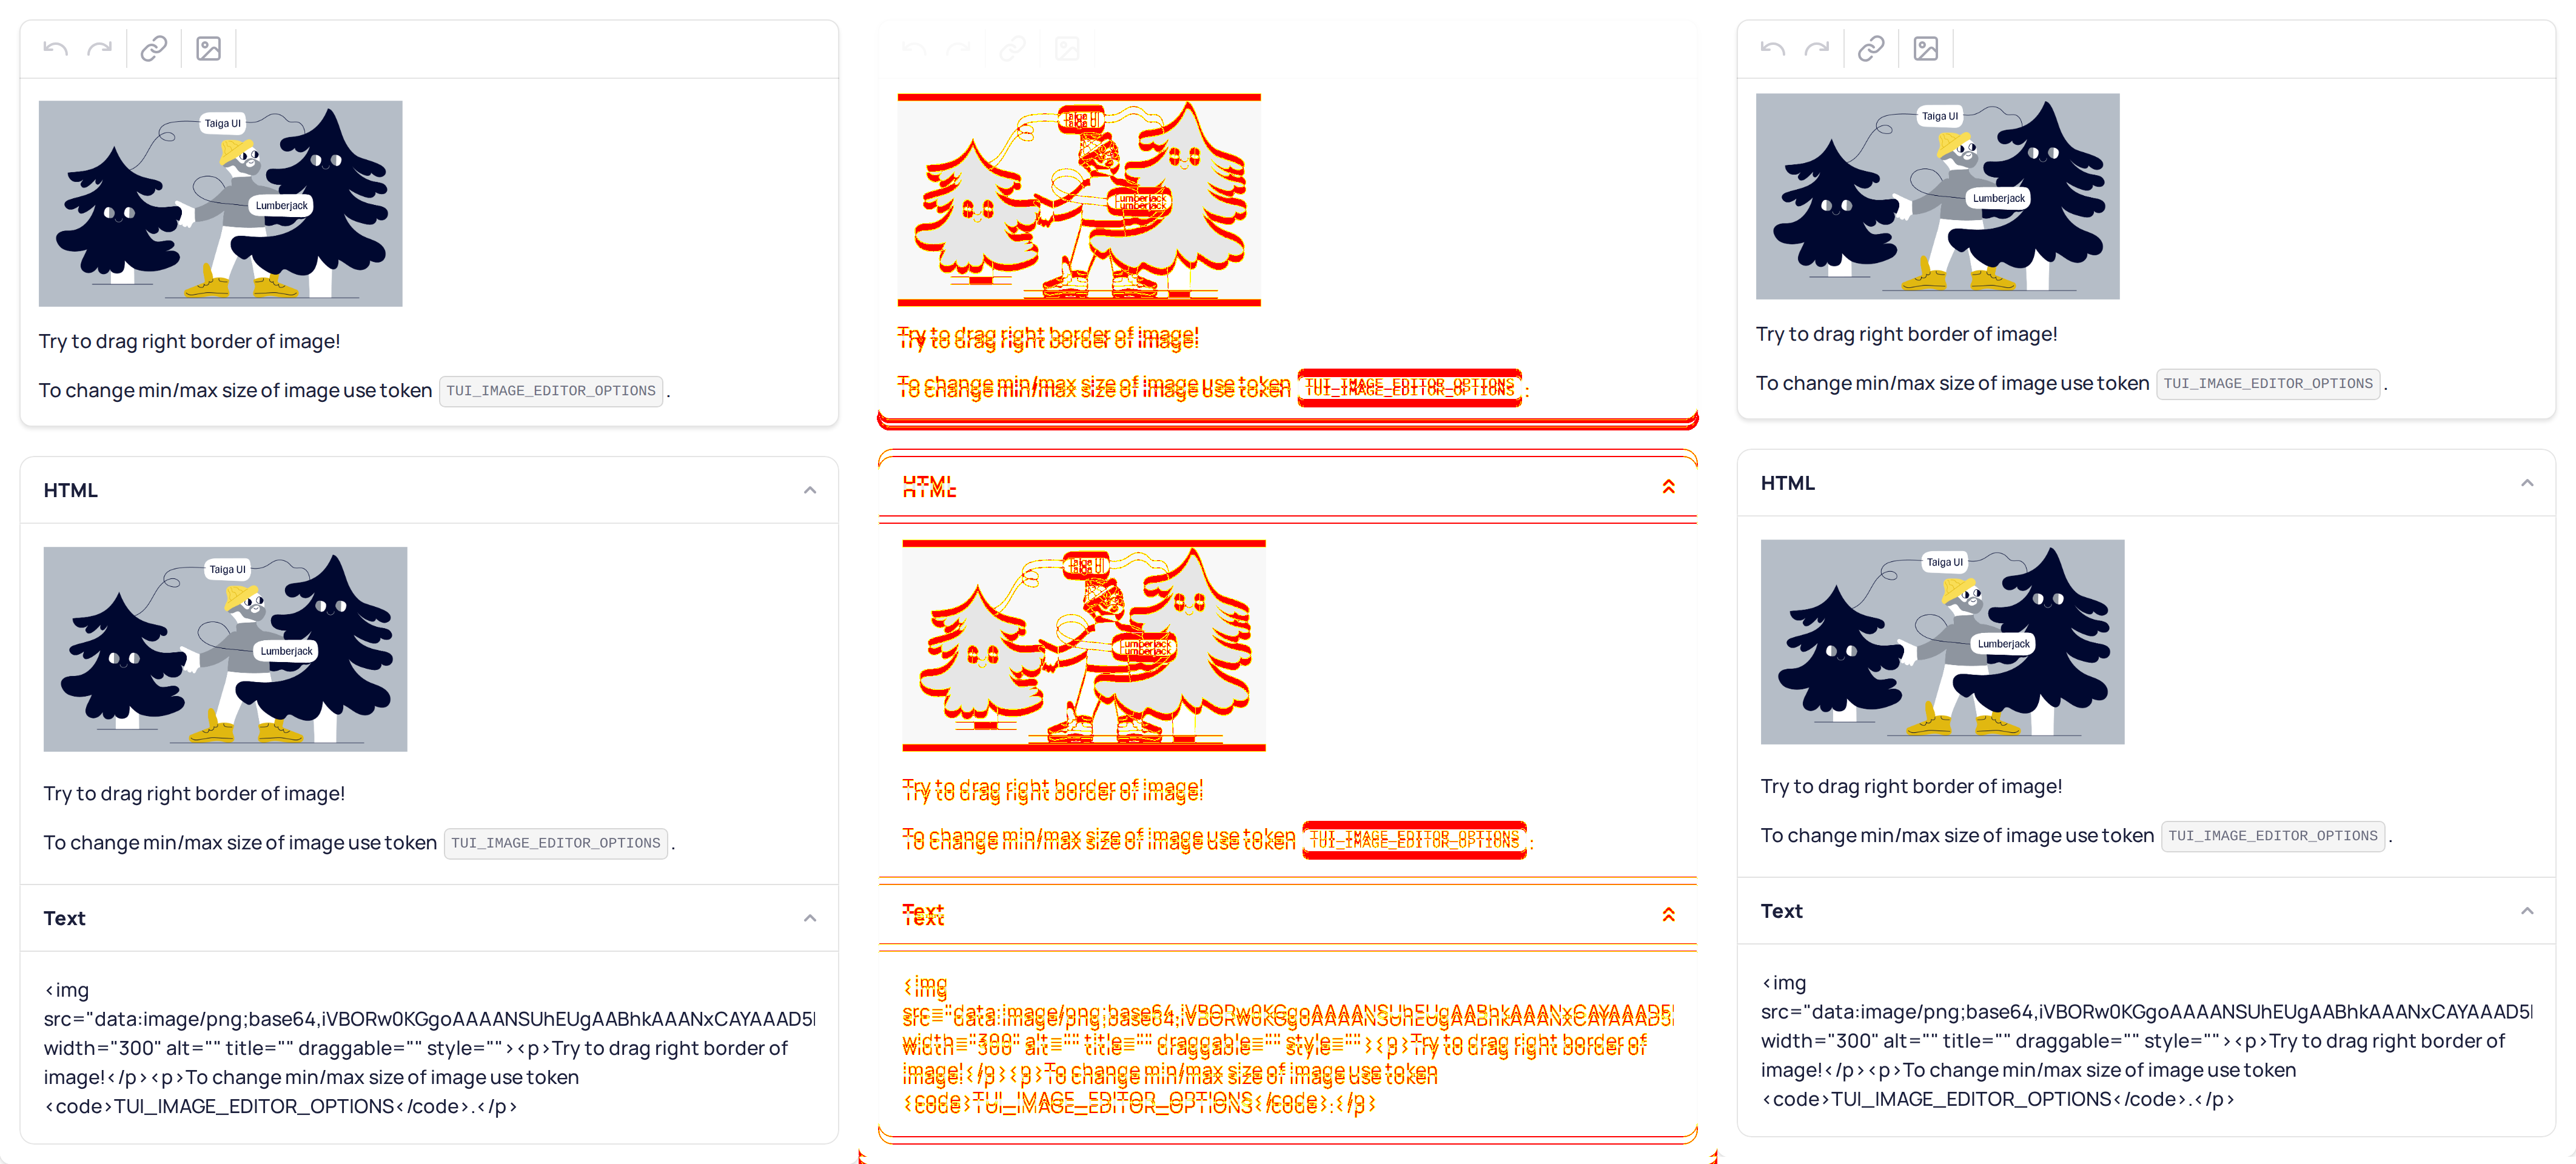 Taiga UI
Lumberjack
Try to drag right border of image!
To change min/max size of image use token TUI_IMAGE_EDITOR_OPTIONS .
HTML
Taiga UI
Lumberjack
Try to drag right border of image!
To change min/max size of image use token TUI_IMAGE_EDITOR_OPTIONS .
Text
<img
src="data:image/png;base64,iVBORw0KGgoAAAANSUhEUgAABhkAAANxCAYAAAD5I
width="300" alt="" title="" draggable="" style=""><p>Try to drag right border of
image!</p><p>To change min/max size of image use token
<code>TUI_IMAGE_EDITOR_OPTIONS</code>.</p>
Taiga UI
Lumberjack
Try to drag right border of image!
To change min/max size of image use token TUI_IMAGE_EDITOR_OPTIONS .
HTML
Taiga UI
Lumberjack
Try to drag right border of image!
To change min/max size of image use token TUI_IMAGE_EDITOR_OPTIONS .
Text
<img
src="data:image/png;base64,iVBORw0KGgoAAAANSUhEUgAABhkAAANxCAYAAAD5I
width="300" alt="" title="" draggable="" style=""><p>Try to drag right border of
image!</p><p>To change min/max size of image use token
<code>TUI_IMAGE_EDITOR_OPTIONS</code>.</p>
Taiga UI
Lumberjack
Try to drag right border of image!
To change min/max size of image use token TUI_IMAGE_EDITOR_OPTIONS .
HTML
Taiga UI
Lumberjack
Try to drag right border of image!
To change min/max size of image use token TUI_IMAGE_EDITOR_OPTIONS .
Text
<img
src="data:image/png;base64,iVBORw0KGgoAAAANSUhEUgAABhkAAANxCAYAAAD5I
width="300" alt="" title="" draggable="" style=""><p>Try to drag right border of
image!</p><p>To change min/max size of image use token
<code>TUI_IMAGE_EDITOR_OPTIONS</code>.</p>